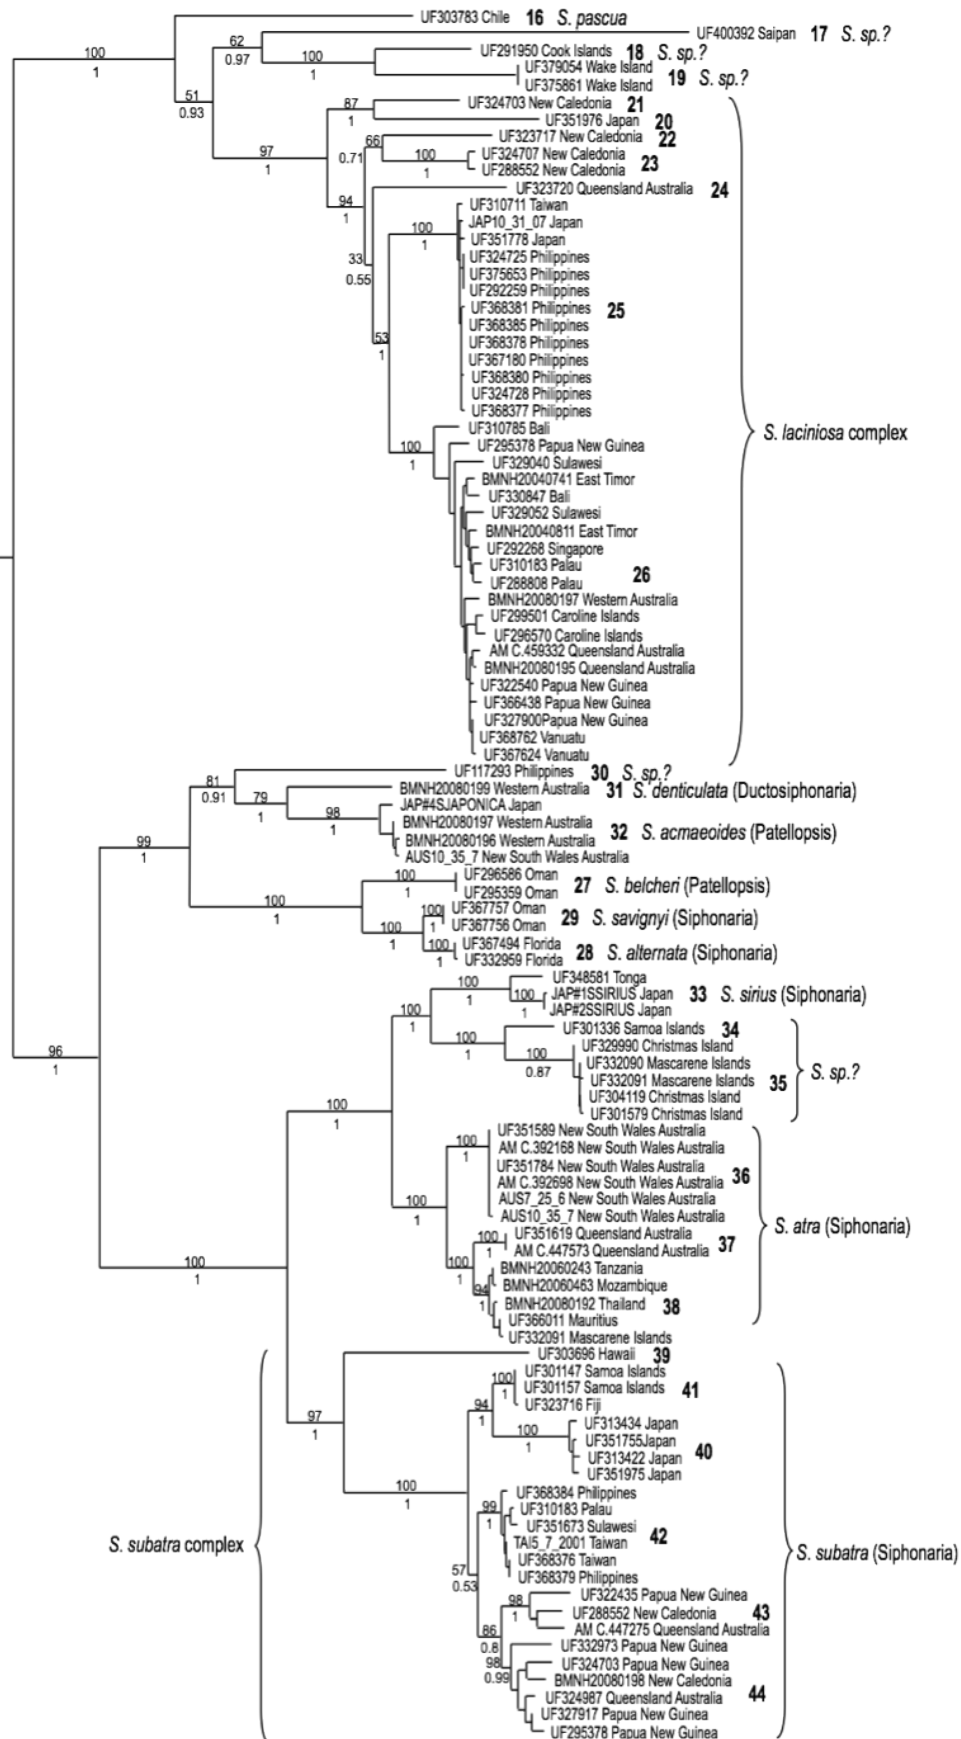 UF303783 Chile 16 S. pascua
100
1
UF400392 Saipan 17 S. sp.?
62
0.97
UF291950 Cook Islands 18 S. sp.?
100
1
UF379054 Wake Island
19 S. sp.?
UF375861 Wake Island
51
0.93
87
1
UF324703 New Caledonia 21
UF351976 Japan 20
UF323717 New Caledonia 22
66
0.71
97
1
100
1
UF324707 New Caledonia
23
UF288552 New Caledonia
94
1
UF323720 Queensland Australia 24
UF310711 Taiwan
JAP10_31_07 Japan
100
1
UF351778 Japan
33
0.55
UF324725 Philippines
UF375653 Philippines
UF292259 Philippines
UF368381 Philippines 25
UF368385 Philippines
53
1
UF368378 Philippines
UF367180 Philippines
UF368380 Philippines
UF324728 Philippines
UF368377 Philippines
UF310785 Bali
S. laciniosa complex
100
1
UF295378 Papua New Guinea
UF329040 Sulawesi
BMNH20040741 East Timor
UF330847 Bali
UF329052 Sulawesi
BMNH20040811 East Timor
UF292268 Singapore
UF310183 Palau
26
UF288808 Palau
BMNH20080197 Western Australia
UF299501 Caroline Islands
UF296570 Caroline Islands
AM C.459332 Queensland Australia
BMNH20080195 Queensland Australia
UF322540 Papua New Guinea
UF366438 Papua New Guinea
UF327900Papua New Guinea
UF368762 Vanuatu
UF367624 Vanuatu
UF117293 Philippines 30 S. sp.?
81
0.91
BMNH20080199 Western Australia 31 S. denticulata (Ductosiphonaria)
79
1
JAP#4SJAPONICA Japan
98
1
BMNH20080197 Western Australia
32 S. acmaeoides (Patellopsis)
BMNH20080196 Western Australia
AUS10_35_7 New South Wales Australia
99
1
100
1
UF296586 Oman
27 S. belcheri (Patellopsis)
UF295359 Oman
100
1
100
1
UF367757 Oman
29 S. savignyi (Siphonaria)
UF367756 Oman
100
1
100
1
UF367494 Florida
28 S. alternata (Siphonaria)
UF332959 Florida
UF348581 Tonga
100
1
100
1
JAP#1SSIRIUS Japan 33 S. sirius (Siphonaria)
JAP#2SSIRIUS Japan
100
1
UF301336 Samoa Islands 34
100
1
UF329990 Christmas Island
100
0.87
UF332090 Mascarene Islands
S. sp.?
UF332091 Mascarene Islands 35
UF304119 Christmas Island
UF301579 Christmas Island
96
1
100
1
UF351589 New South Wales Australia
100
1
AM C.392168 New South Wales Australia
UF351784 New South Wales Australia
36
AM C.392698 New South Wales Australia
AUS7_25_6 New South Wales Australia
100
1
AUS10_35_7 New South Wales Australia
S. atra (Siphonaria)
UF351619 Queensland Australia
100
1
37
AM C.447573 Queensland Australia
100
1
BMNH20060243 Tanzania
94
1
BMNH20060463 Mozambique
BMNH20080192 Thailand 38
UF366011 Mauritius
UF332091 Mascarene Islands
100
1
UF303696 Hawaii 39
UF301147 Samoa Islands
100
1
UF301157 Samoa Islands 41
UF323716 Fiji
94
1
97
1
UF313434 Japan
100
1
UF351755Japan
40
UF313422 Japan
UF351975 Japan
100
1
UF368384 Philippines
99
1
UF310183 Palau
UF351673 Sulawesi
42
TAI5_7_2001 Taiwan
S. subatra complex
S. subatra (Siphonaria)
UF368376 Taiwan
UF368379 Philippines
57
0.53
UF322435 Papua New Guinea
98
1
UF288552 New Caledonia 43
AM C.447275 Queensland Australia
86
0.8
UF332973 Papua New Guinea
98
0.99
UF324703 Papua New Guinea
BMNH20080198 New Caledonia
44
UF324987 Queensland Australia
UF327917 Papua New Guinea
UF295378 Papua New Guinea